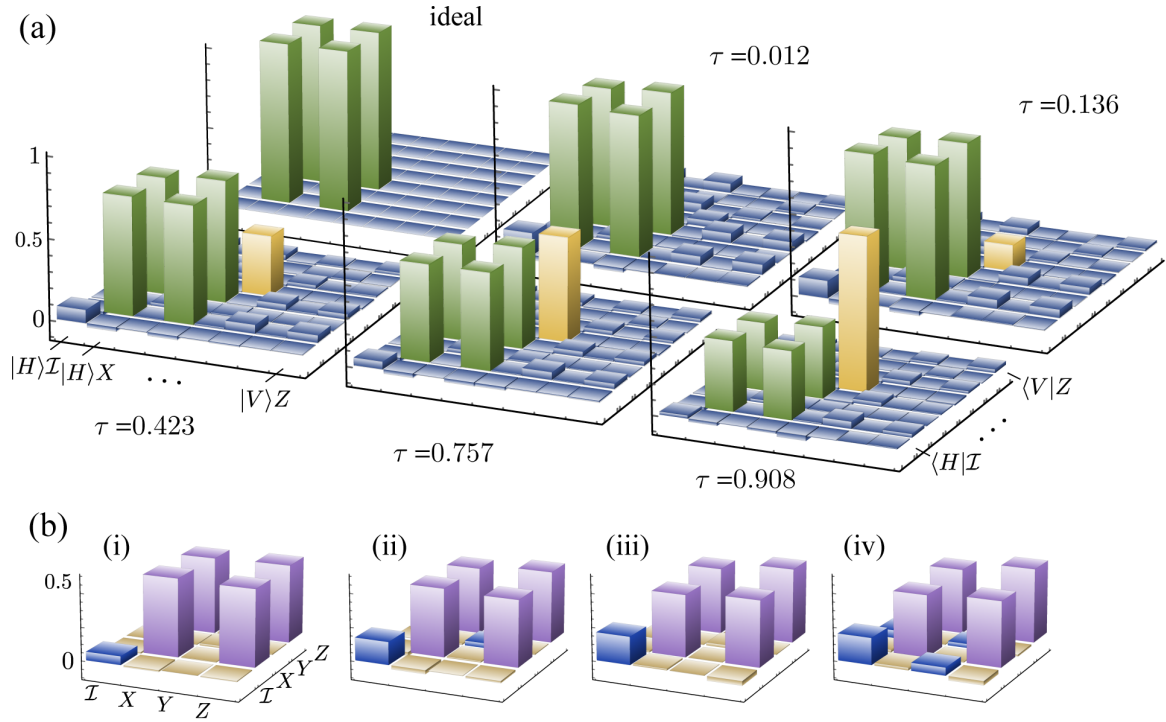 (a)
ideal
τ =0.012
τ =0.136
1
0.5
0
|H⟩ℐ |H⟩X ... |V⟩Z
τ =0.423
τ =0.757
τ =0.908
⟨V|Z
...
⟨H|ℐ
(b)
(i) (ii) (iii) (iv)
0.5
0
ℐ X Y Z
ℐ X Y Z